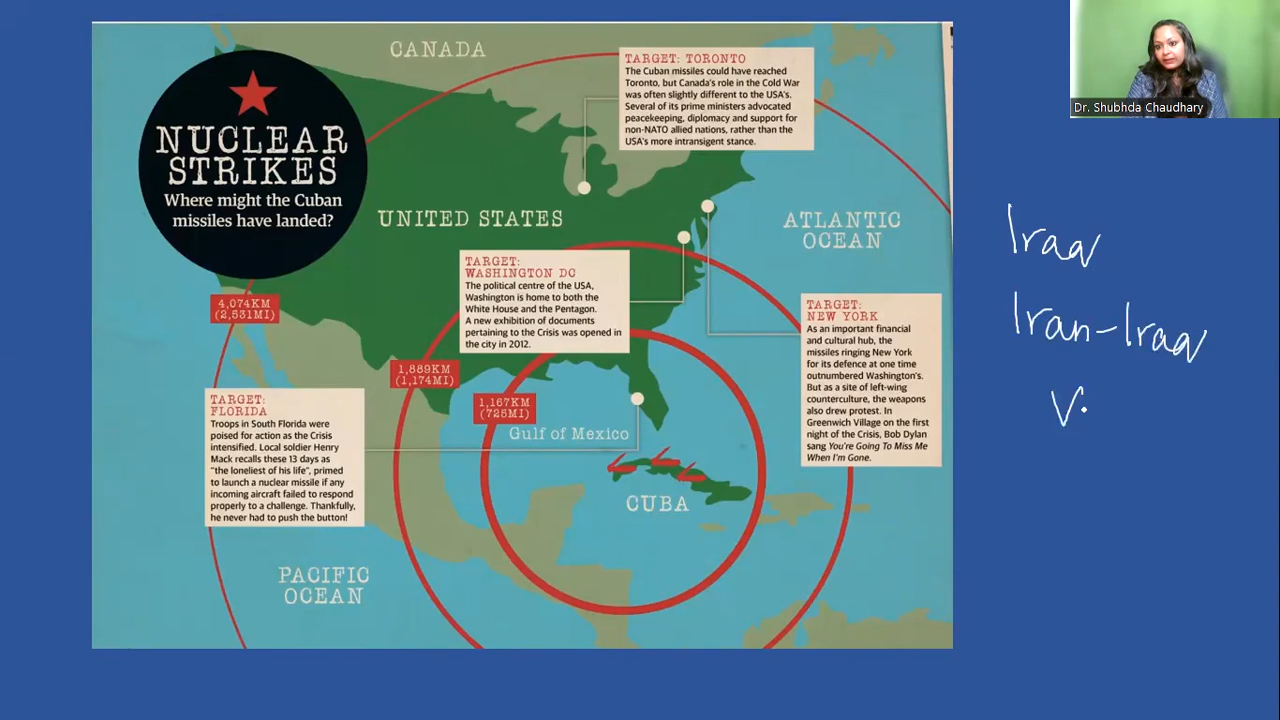 CANADA
NUCLEAR
STRIKES
Where might the Cuban
missiles have landed?
TARGET: TORONTO
The Cuban missiles could have reached
Toronto, but Canada's role in the Cold War
was often slightly different to the USA's.
Several of its prime ministers advocated
peacekeeping, diplomacy and support for
non-NATO allied nations, rather than the
USA's more intransigent stance.
UNITED STATES
ATLANTIC
OCEAN
TARGET:
WASHINGTON DC
The political centre of the USA,
Washington is home to both the
White House and the Pentagon.
A new exhibition of documents
pertaining to the Crisis was opened in
the city in 2012.
TARGET:
NEW YORK
As an important financial
and cultural hub, the
missiles ringing New York
for its defence at one time
outnumbered Washington's.
But as a site of left-wing
counterculture, the weapons
also drew protest. In
Greenwich Village on the first
night of the Crisis, Bob Dylan
sang You're Going To Miss Me
When I'm Gone.
4,074KM
(2,531MI)
1,889KM
(1,174MI)
1,167KM
(725MI)
TARGET:
FLORIDA
Troops in South Florida were
poised for action as the Crisis
intensified. Local soldier Henry
Mack recalls these 13 days as
"the loneliest of his life", primed
to launch a nuclear missile if any
incoming aircraft failed to respond
properly to a challenge. Thankfully,
he never had to push the button!
Gulf of Mexico
CUBA
PACIFIC
OCEAN
Dr. Shubhda Chaudhary
Iraq
Iran-Iraq
V